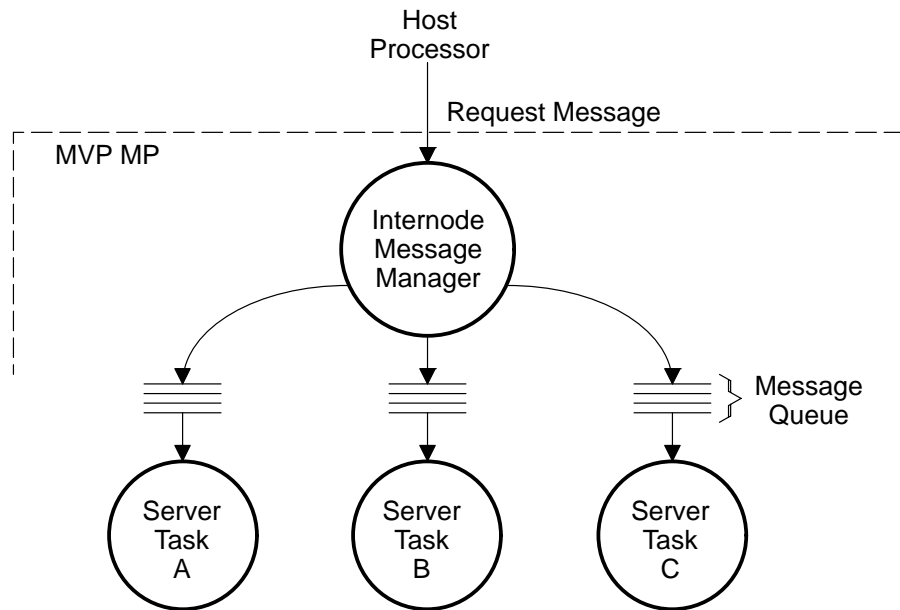 Host
Processor
Request Message
MVP MP
Internode
Message
Manager
Message
Queue
Server
Task
A
Server
Task
B
Server
Task
C